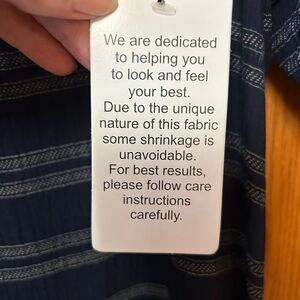 We are dedicated
to helping you
to look and feel
your best.
Due to the unique
nature of this fabric
some shrinkage is
unavoidable.
For best results,
please follow care
instructions
carefully.